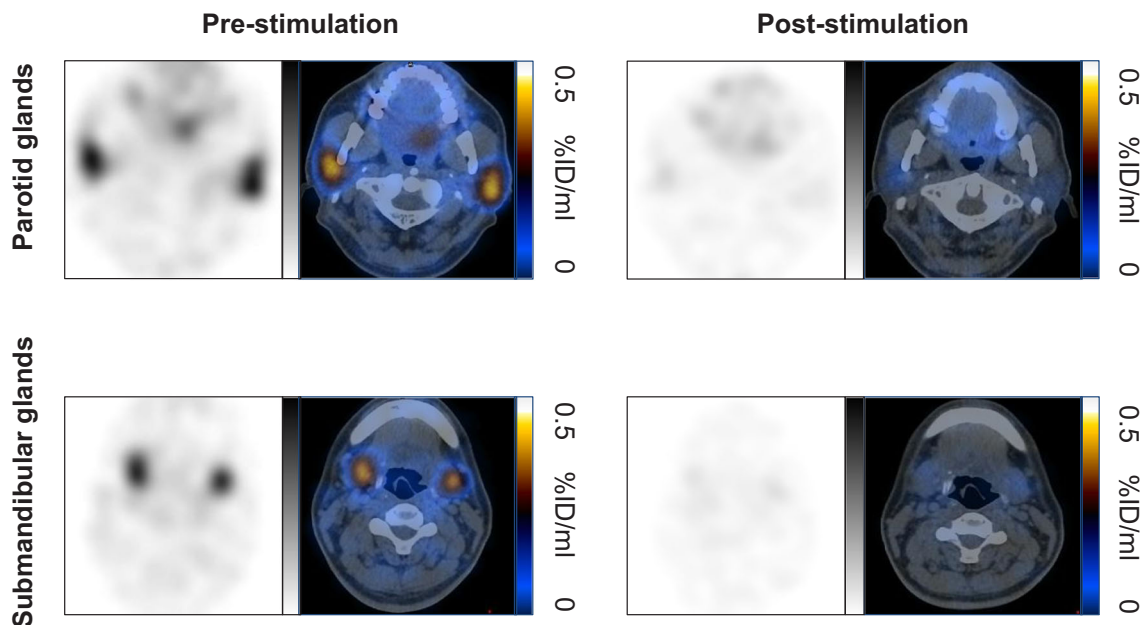 Pre-stimulation
Post-stimulation
Parotid glands
0.5
%ID/ml
0
0.5
%ID/ml
0
Submandibular glands
0.5
%ID/ml
0
0.5
%ID/ml
0